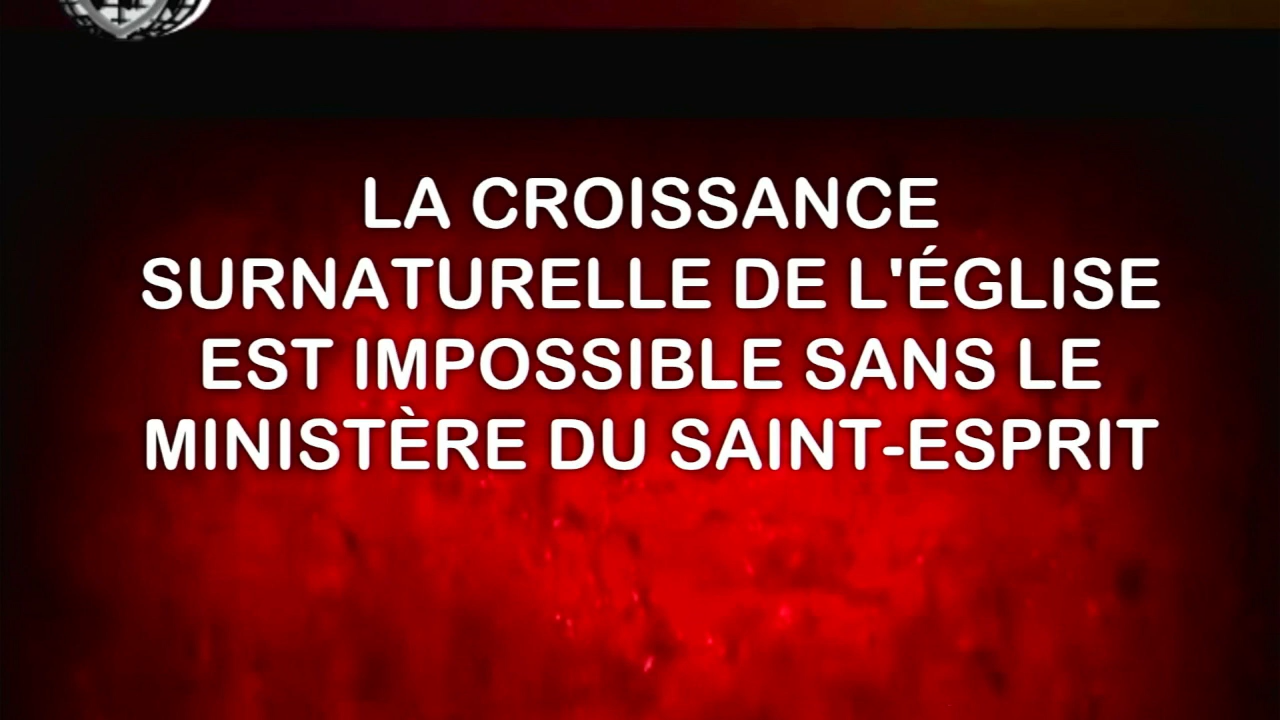 LA CROISSANCE
SURNATURELLE DE L'ÉGLISE
EST IMPOSSIBLE SANS LE
MINISTÈRE DU SAINT-ESPRIT